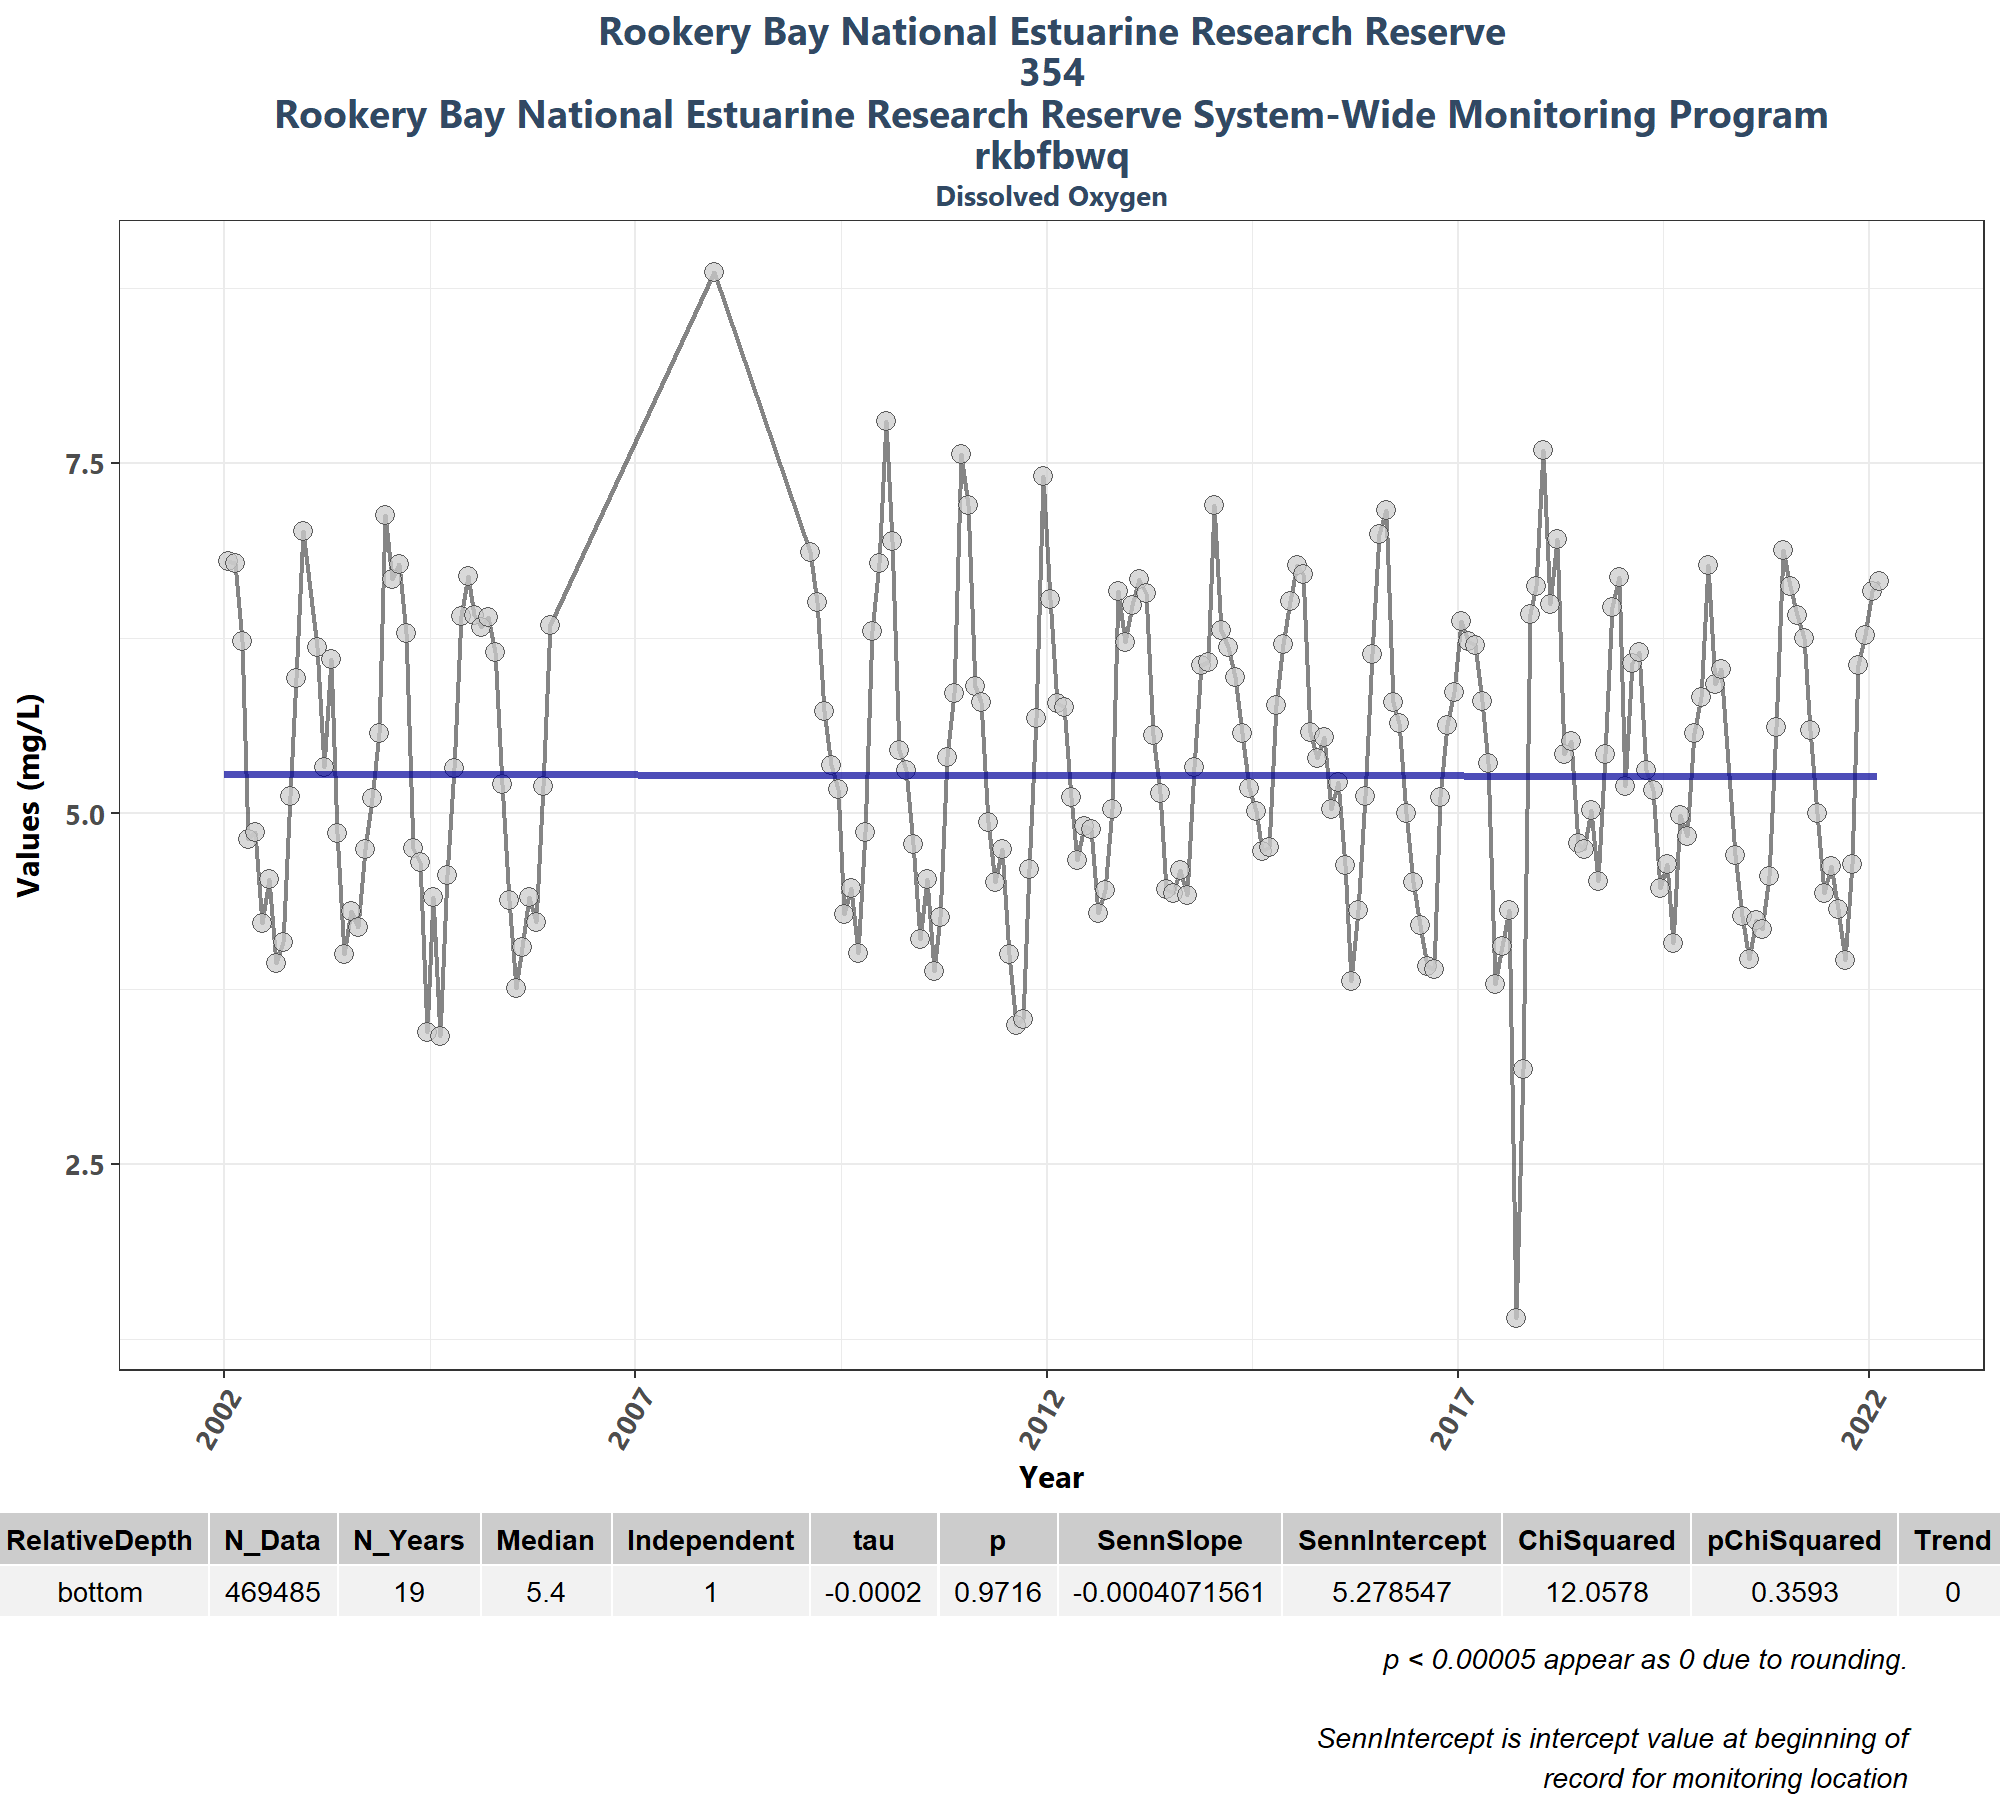 Rookery Bay National Estuarine Research Reserve
354
Rookery Bay National Estuarine Research Reserve System-Wide Monitoring Program
rkbfbwq
Dissolved Oxygen
Values (mg/L)
7.5
5.0
2.5
2002 2007 2012 2017 2022
Year
RelativeDepth N_Data N_Years Median Independent tau p SennSlope SennIntercept ChiSquared pChiSquared Trend
bottom 469485 19 5.4 1 -0.0002 0.9716 -0.0004071561 5.278547 12.0578 0.3593 0
p < 0.00005 appear as 0 due to rounding.
SennIntercept is intercept value at beginning of
record for monitoring location